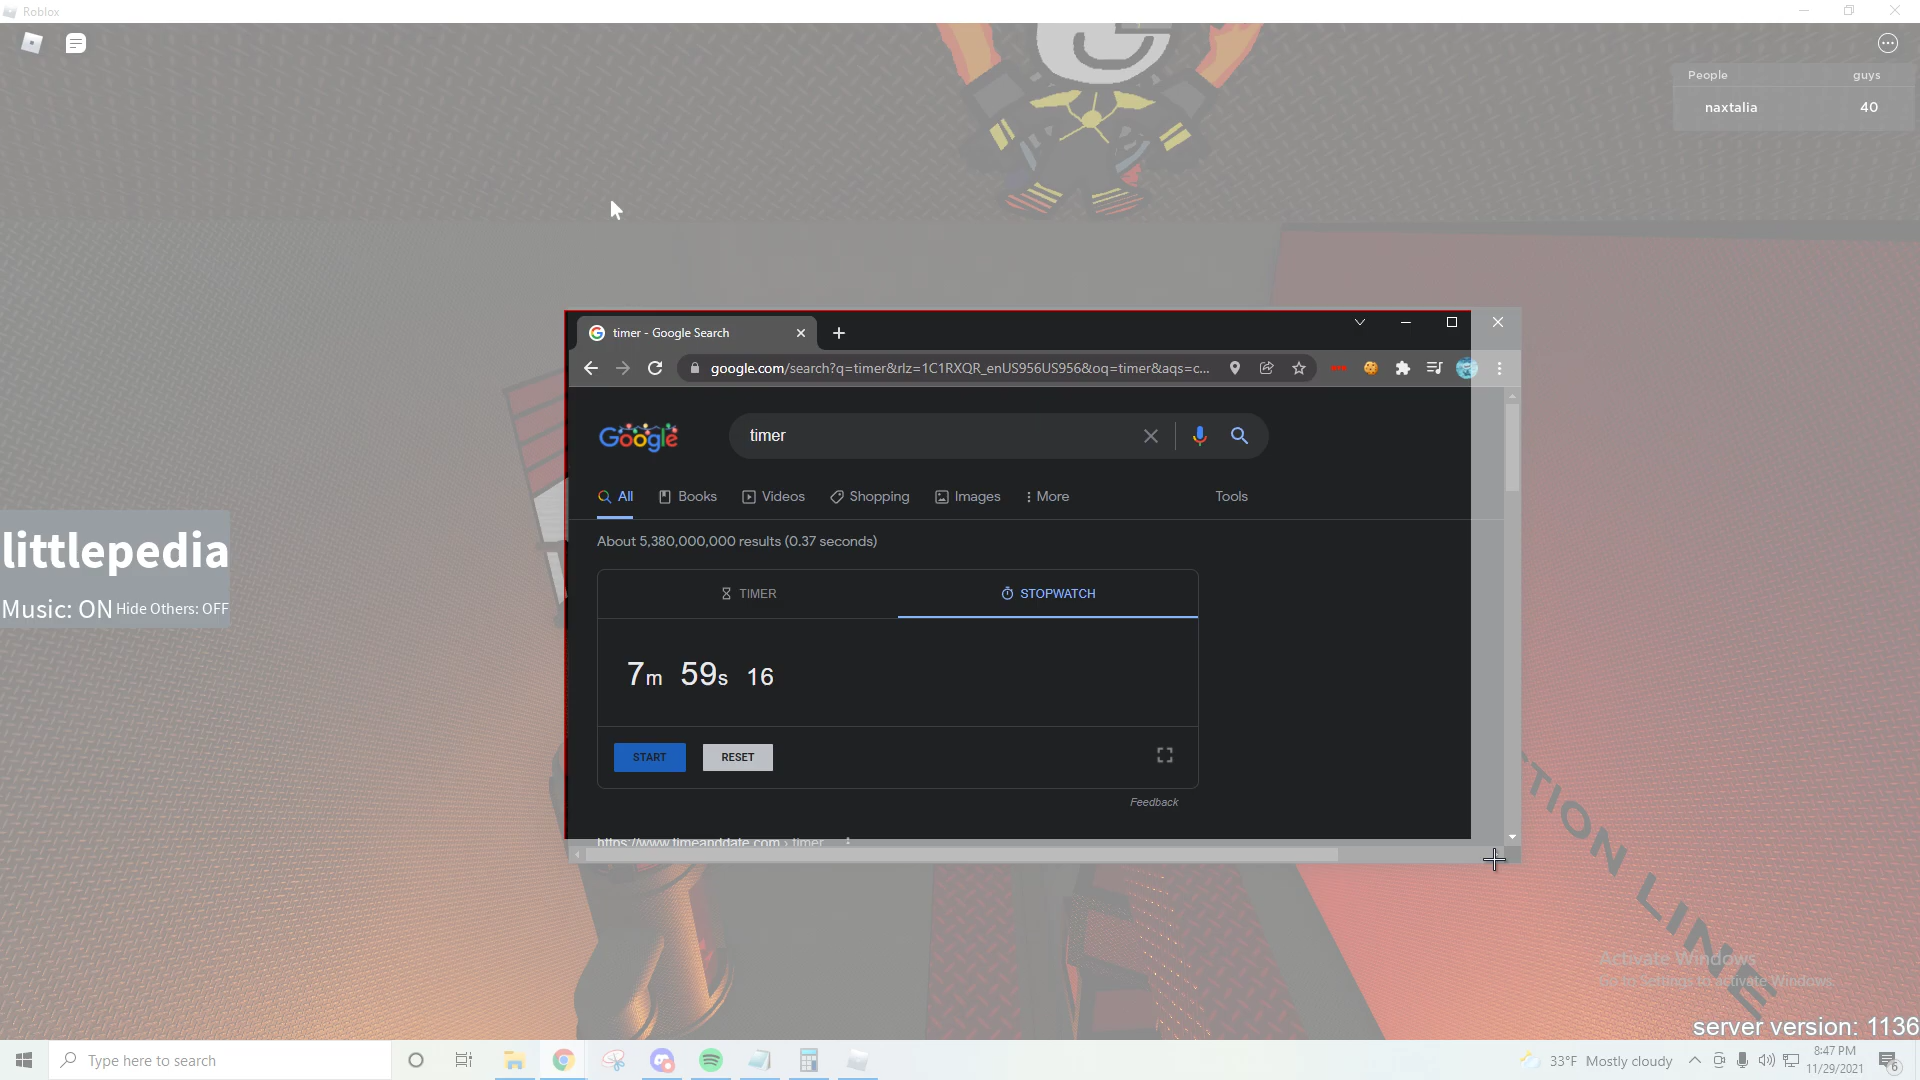 Roblox
People guys
naxtalia 40
timer - Google Search
google.com/search?q=timer&rlz=1C1RXQR_enUS956US956&oq=timer&aqs=c...
Google
timer
All Books Videos Shopping Images More Tools
About 5,380,000,000 results (0.37 seconds)
littlepedia
Music: ON Hide Others: OFF
TIMER STOPWATCH
7m 59s 16
START RESET
Feedback
https://www.timeanddate.com › timer
TION LINE
Activate Windows
Go to Settings to activate Windows.
server version: 1136
Type here to search
33°F Mostly cloudy
8:47 PM
11/29/2021
6